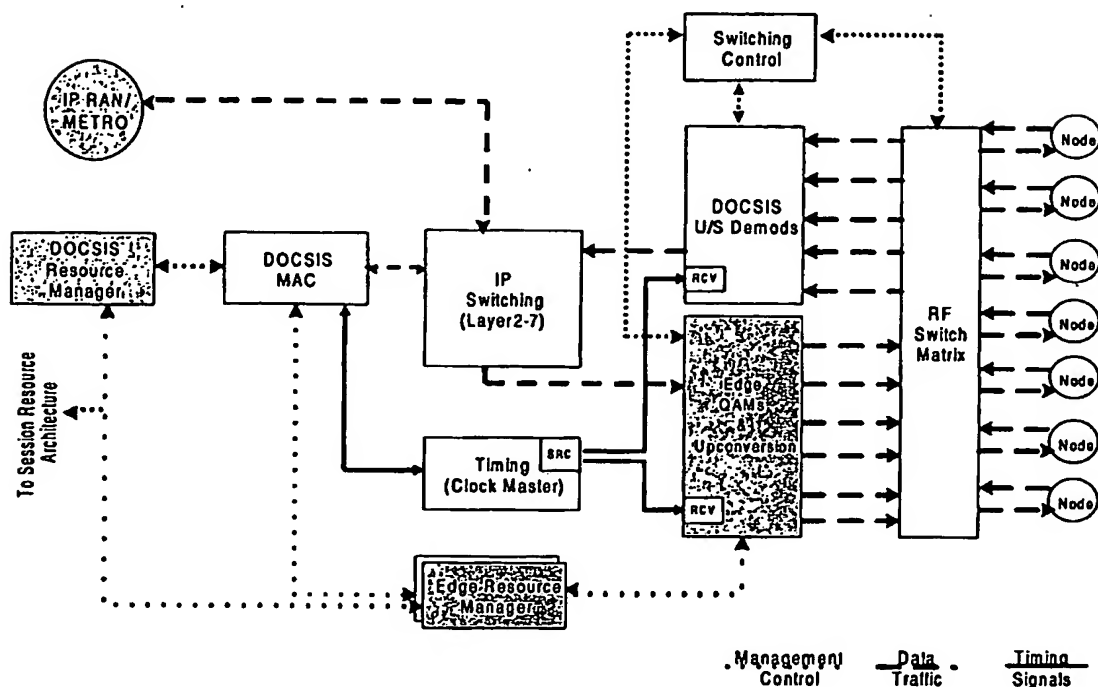 Switching
Control
IP RAN/
METRO
Node
DOCSIS
U/S Demods
Node
DOCSIS
Resource
Manager
DOCSIS
MAC
IP
Switching
(Layer2-7)
RCV
Node
RF
Switch
Matrix
Node
Edge
QAMs
&
Upconversion
Node
To Session Resource
Architecture
Timing
(Clock Master)
SRC
RCV
Node
Node
Edge Resource
Manager
Management
Control
Data
Traffic
Timing
Signals